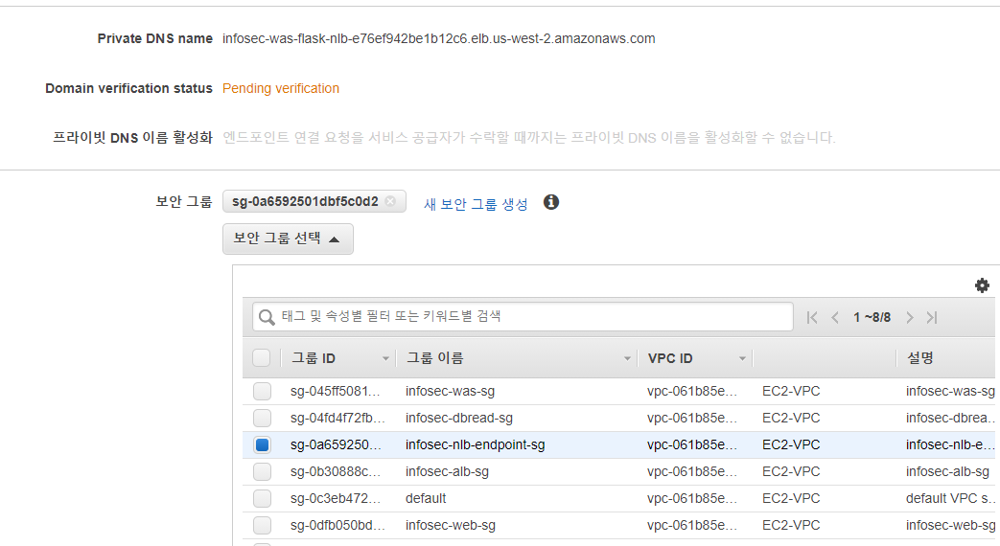 Private DNS name infosec-was-flask-nlb-e76ef942be1b12c6.elb.us-west-2.amazonaws.com
Domain verification status Pending verification
프라이빗 DNS 이름 활성화 엔드포인트 연결 요청을 서비스 공급자가 수락할 때까지는 프라이빗 DNS 이름을 활성화할 수 없습니다.
보안 그룹 sg-0a6592501dbf5c0d2 새 보안 그룹 생성
보안 그룹 선택
태그 및 속성별 필터 또는 키워드별 검색 1 ~8/8
그룹 ID 그룹 이름 VPC ID 설명
sg-045ff5081... infosec-was-sg vpc-061b85e... EC2-VPC infosec-was-sg
sg-04fd4f72fb... infosec-dbread-sg vpc-061b85e... EC2-VPC infosec-dbrea...
sg-0a659250... infosec-nlb-endpoint-sg vpc-061b85e... EC2-VPC infosec-nlb-e...
sg-0b30888c... infosec-alb-sg vpc-061b85e... EC2-VPC infosec-alb-sg
sg-0c3eb472... default vpc-061b85e... EC2-VPC default VPC s...
sg-0dfb050bd... infosec-web-sg vpc-061b85e... EC2-VPC infosec-web-sg